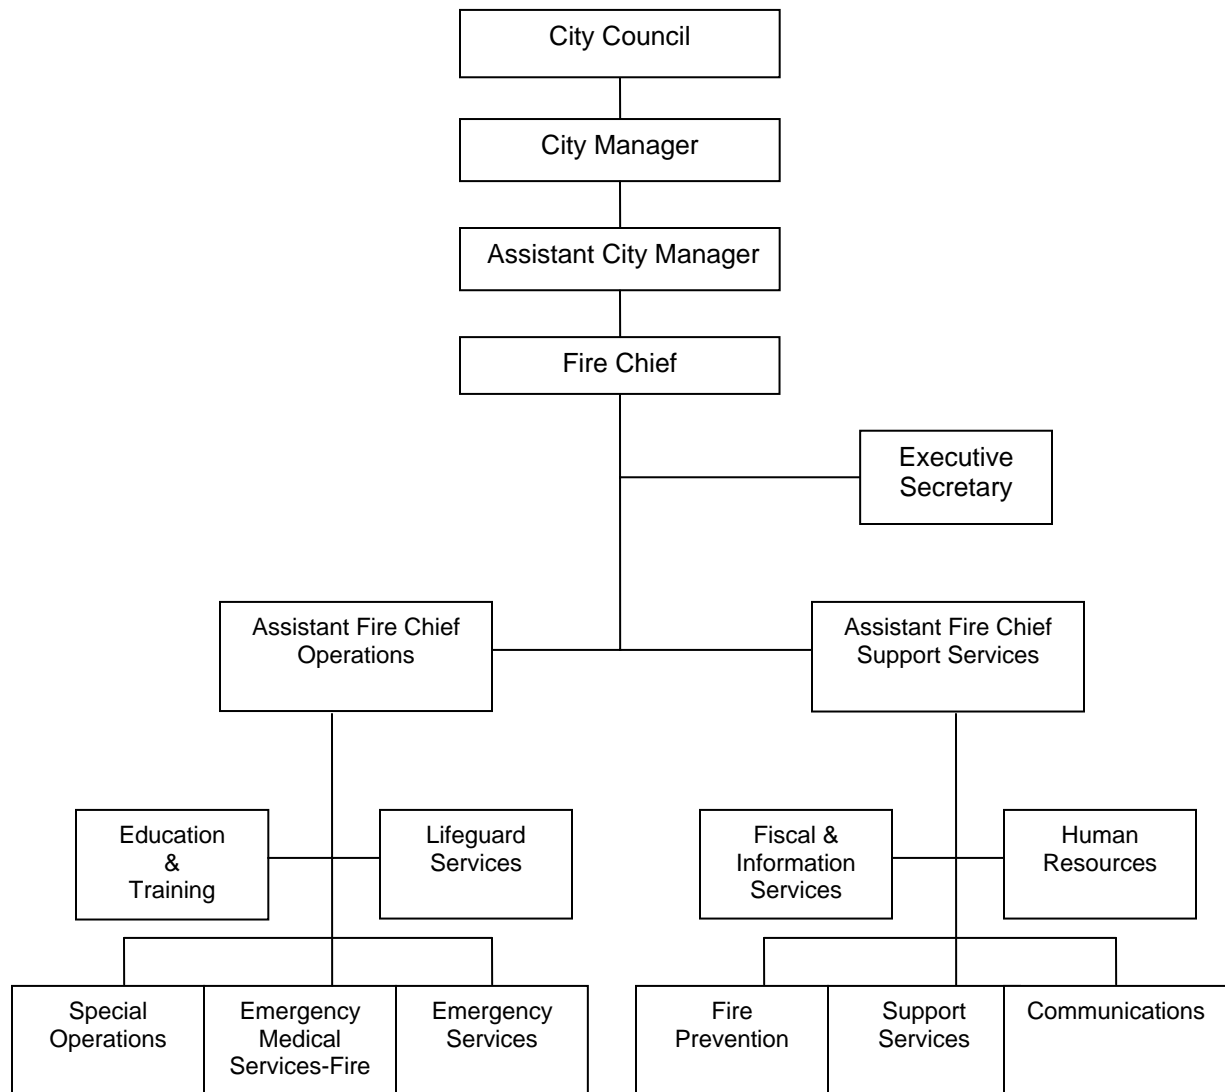 City Council
City Manager
Assistant City Manager
Fire Chief
Executive
Secretary
Assistant Fire Chief
Operations
Assistant Fire Chief
Support Services
Education
&
Training
Lifeguard
Services
Fiscal &
Information
Services
Human
Resources
Special
Operations
Emergency
Medical
Services-Fire
Emergency
Services
Fire
Prevention
Support
Services
Communications